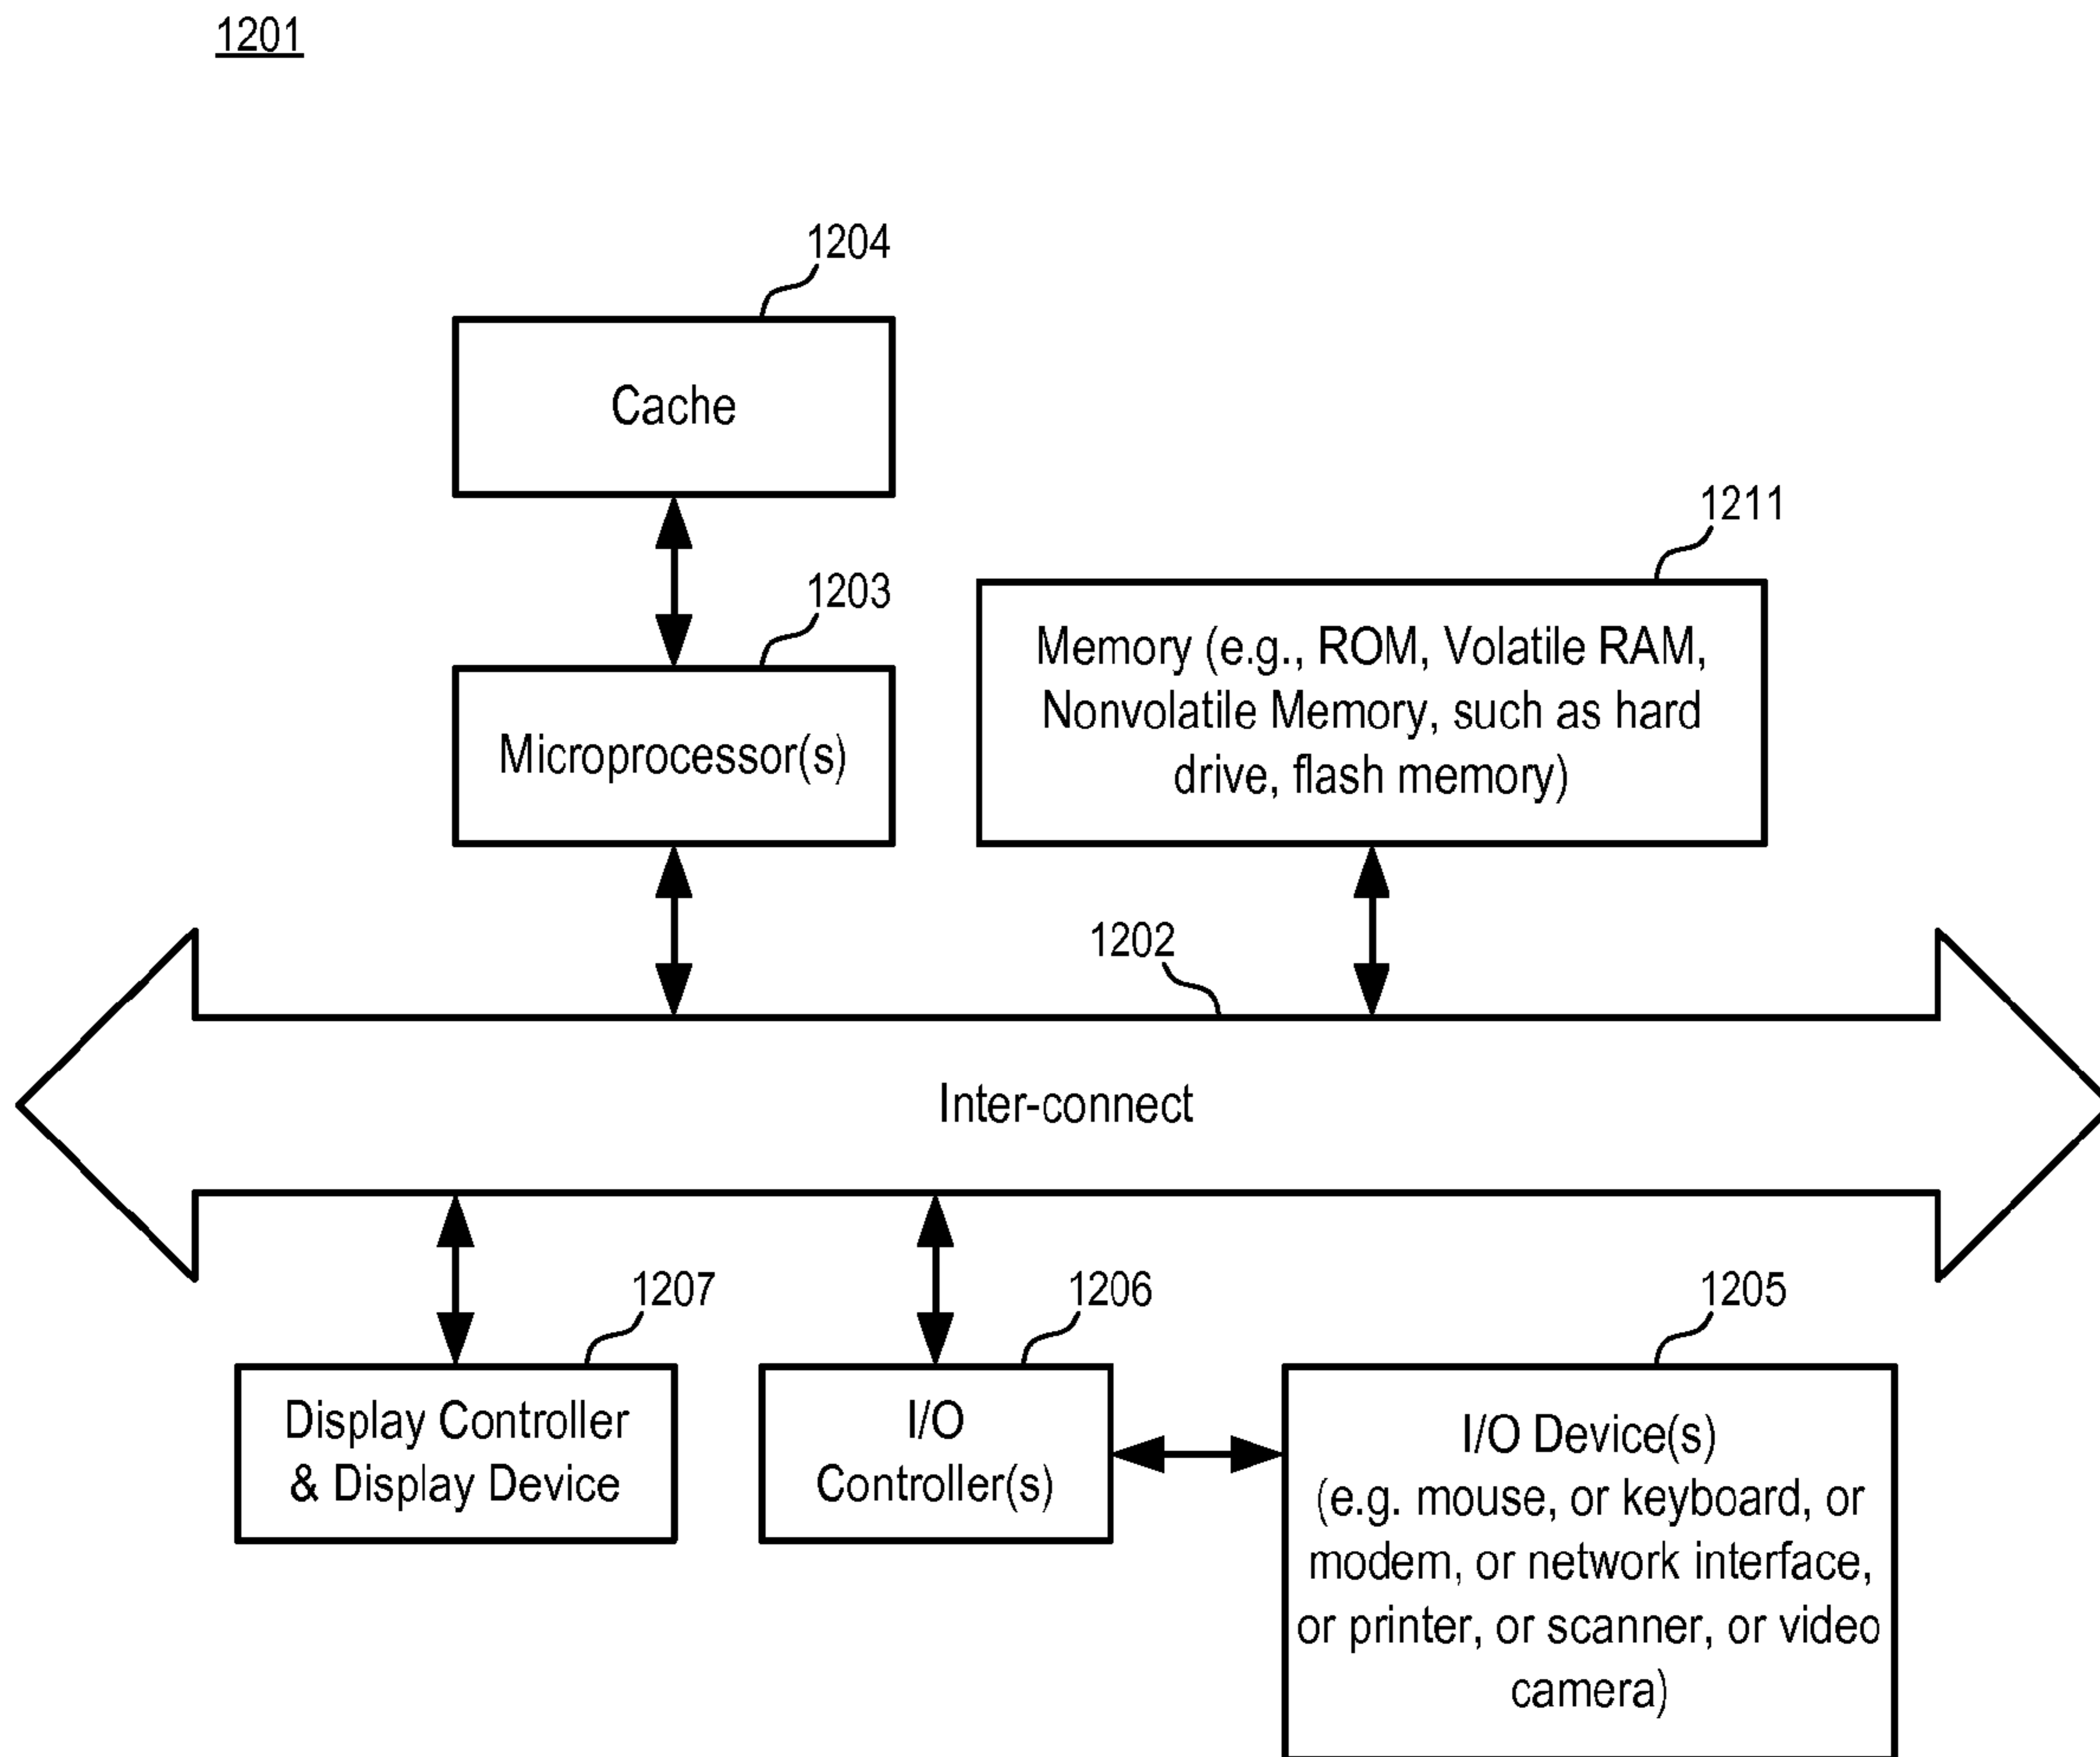 1201
1204
Cache
1211
1203
Memory (e.g., ROM, Volatile RAM,
Nonvolatile Memory, such as hard
drive, flash memory)
Microprocessor(s)
1202
Inter-connect
1207
1206
1205
Display Controller
& Display Device
I/O
Controller(s)
I/O Device(s)
(e.g. mouse, or keyboard, or
modem, or network interface,
or printer, or scanner, or video
camera)